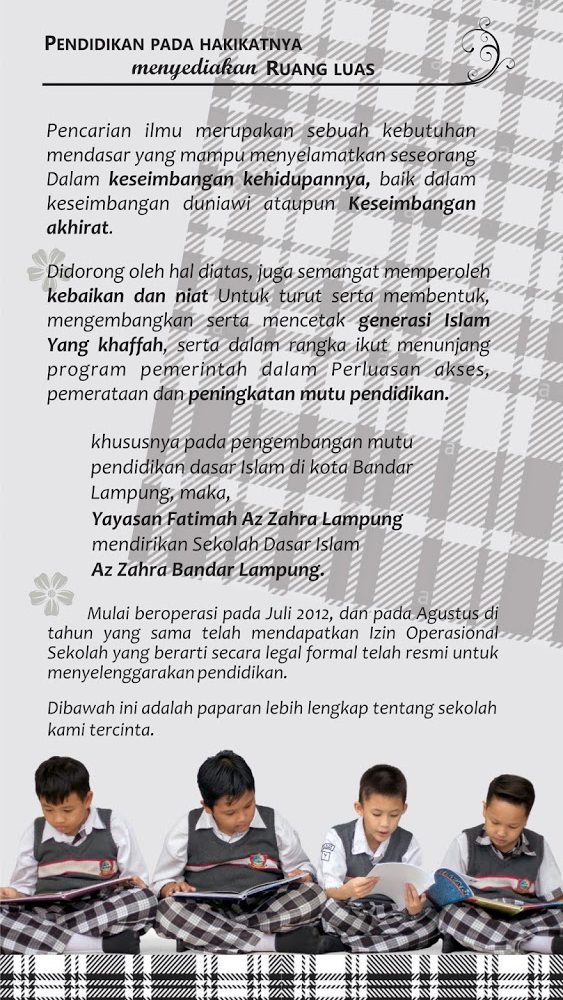 PENDIDIKAN PADA HAKIKATNYA
menyediakan RUANG LUAS
Pencarian ilmu merupakan sebuah kebutuhan
mendasar yang mampu menyelamatkan seseorang
Dalam keseimbangan kehidupannya, baik dalam
keseimbangan duniawi ataupun Keseimbangan
akhirat.
Didorong oleh hal diatas, juga semangat memperoleh
kebaikan dan niat Untuk turut serta membentuk,
mengembangkan serta mencetak generasi Islam
Yang khaffah, serta dalam rangka ikut menunjang
program pemerintah dalam Perluasan akses,
pemerataan dan peningkatan mutu pendidikan.
khususnya pada pengembangan mutu
pendidikan dasar Islam di kota Bandar
Lampung, maka,
Yayasan Fatimah Az Zahra Lampung
mendirikan Sekolah Dasar Islam
Az Zahra Bandar Lampung.
Mulai beroperasi pada Juli 2012, dan pada Agustus di
tahun yang sama telah mendapatkan Izin Operasional
Sekolah yang berarti secara legal formal telah resmi untuk
menyelenggarakan pendidikan.
Dibawah ini adalah paparan lebih lengkap tentang sekolah
kami tercinta.